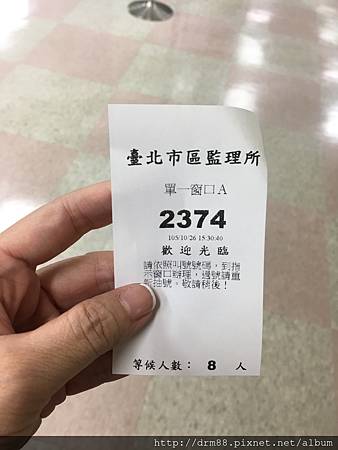 臺北市區監理所
單一窗口A
2374
105/10/26 15:30:40
歡迎光臨
請依照叫號號碼，到指
示窗口辦理，過號請重
新抽號，敬請稍後！
等候人數： 8 人
http://drm88.pixnet.net/album